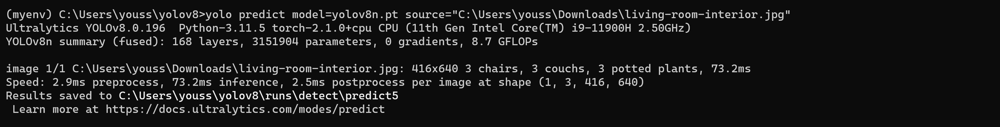 (myenv) C:\Users\youss\yolov8>yolo predict model=yolov8n.pt source="C:\Users\youss\Downloads\living-room-interior.jpg"
Ultralytics YOLOv8.0.196  Python-3.11.5 torch-2.1.0+cpu CPU (11th Gen Intel Core(TM) i9-11900H 2.50GHz)
YOLOv8n summary (fused): 168 layers, 3151904 parameters, 0 gradients, 8.7 GFLOPs
image 1/1 C:\Users\youss\Downloads\living-room-interior.jpg: 416x640 3 chairs, 3 couchs, 3 potted plants, 73.2ms
Speed: 2.9ms preprocess, 73.2ms inference, 2.5ms postprocess per image at shape (1, 3, 416, 640)
Results saved to C:\Users\youss\yolov8\runs\detect\predict5
 Learn more at https://docs.ultralytics.com/modes/predict